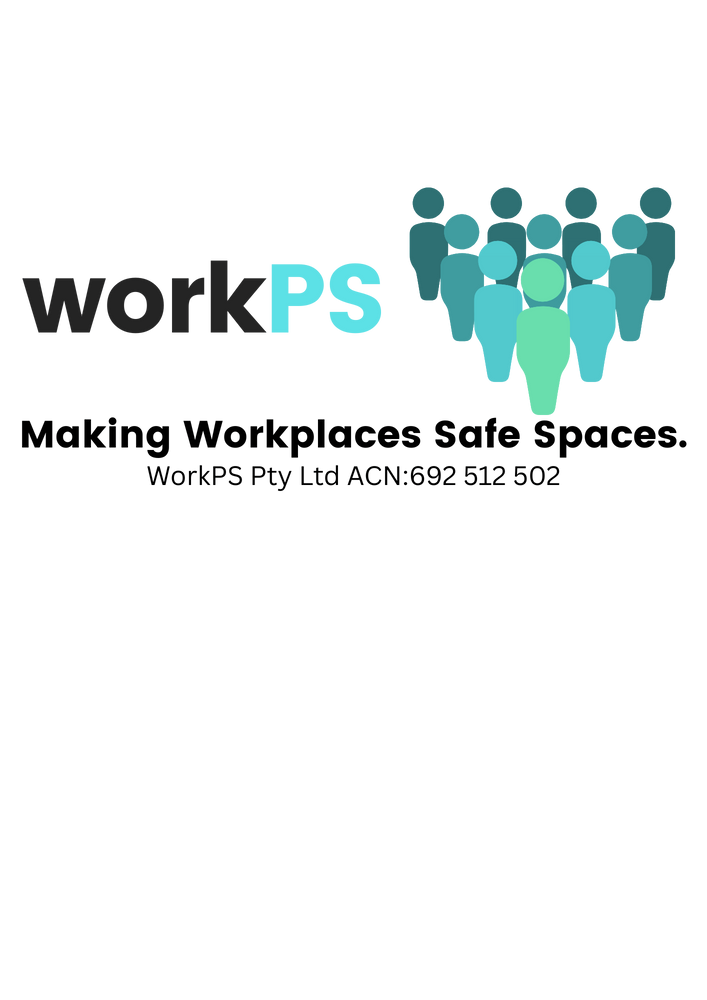 workPS
Making Workplaces Safe Spaces.
WorkPS Pty Ltd ACN:692 512 502